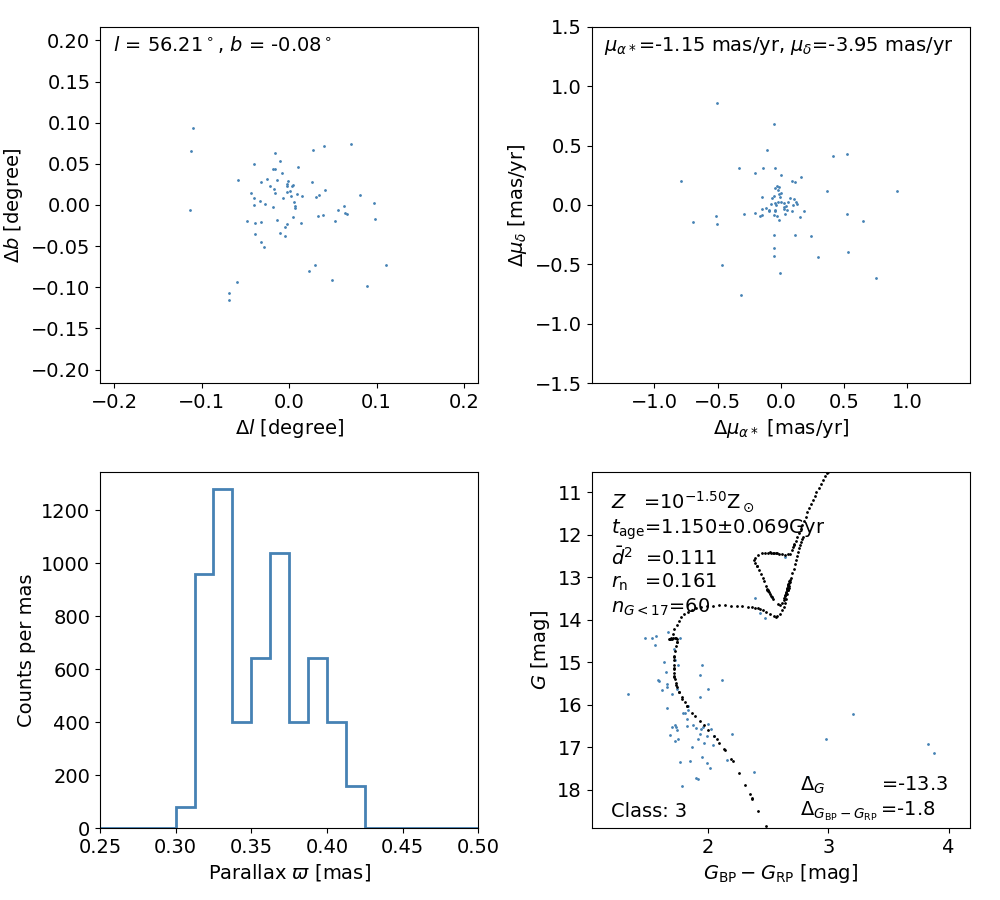 l = 56.21°, b = -0.08°
0.20
0.15
0.10
0.05
0.00
−0.05
−0.10
−0.15
−0.20
−0.2
−0.1
0.0
0.1
0.2
Δb [degree]
Δl [degree]
μα*=-1.15 mas/yr, μδ=-3.95 mas/yr
1.5
1.0
0.5
0.0
−0.5
−1.0
−1.5
−1.0
−0.5
0.0
0.5
1.0
Δμδ [mas/yr]
Δμα* [mas/yr]
1200
1000
800
600
400
200
0
0.25
0.30
0.35
0.40
0.45
0.50
Counts per mas
Parallax ϖ [mas]
Z =10^−1.50 Z⊙
tage=1.150±0.069Gyr
d̄² =0.111
rn =0.161
nG<17=60
ΔG =-13.3
ΔGBP−GRP=-1.8
Class: 3
11
12
13
14
15
16
17
18
2
3
4
G [mag]
GBP − GRP [mag]